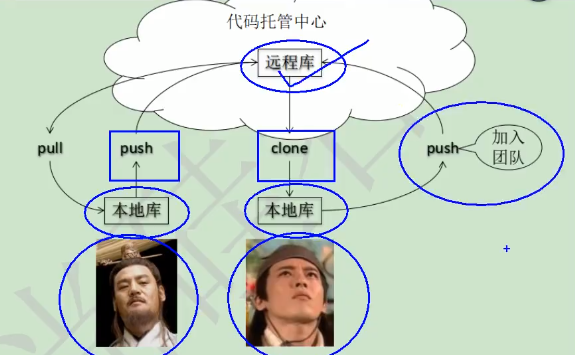 代码托管中心
远程库
pull
push
clone
push
加入
团队
本地库
本地库